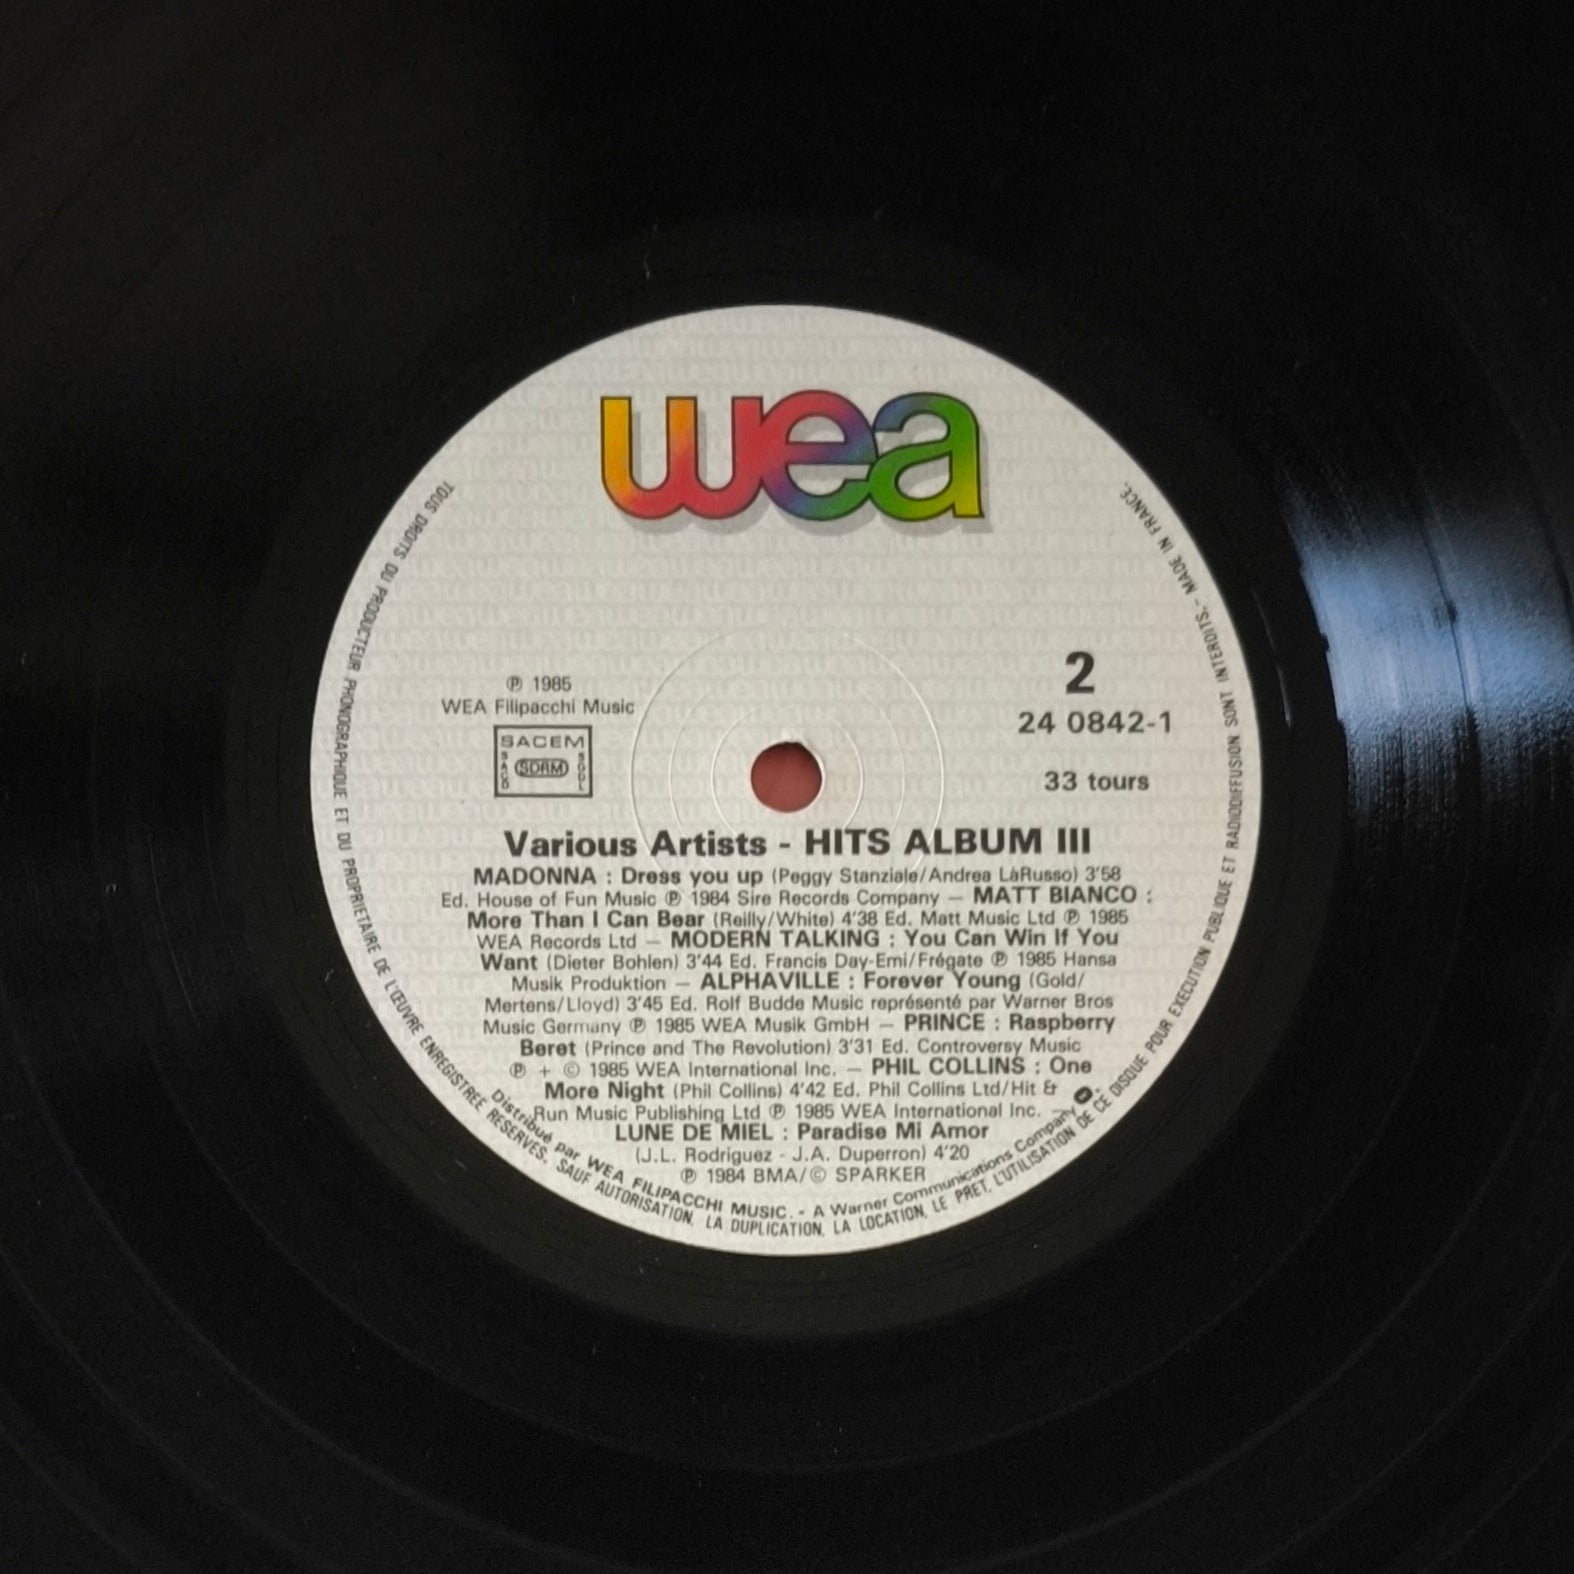 wea
℗ 1985
WEA Filipacchi Music
SACEM
SACD
SDRM
SGDL
2
24 0842-1
33 tours
Various Artists - HITS ALBUM III
MADONNA : Dress you up (Peggy Stanziale/Andrea LàRusso) 3'58
Ed. House of Fun Music ℗ 1984 Sire Records Company — MATT BIANCO :
More Than I Can Bear (Reilly/White) 4'38 Ed. Matt Music Ltd ℗ 1985
WEA Records Ltd — MODERN TALKING : You Can Win If You
Want (Dieter Bohlen) 3'44 Ed. Francis Day-Emi/Frégate ℗ 1985 Hansa
Musik Produktion — ALPHAVILLE : Forever Young (Gold/
Mertens/Lloyd) 3'45 Ed. Rolf Budde Music représenté par Warner Bros
Music Germany ℗ 1985 WEA Musik GmbH — PRINCE : Raspberry
Beret (Prince and The Revolution) 3'31 Ed. Controversy Music
℗ + © 1985 WEA International Inc. — PHIL COLLINS : One
More Night (Phil Collins) 4'42 Ed. Phil Collins Ltd/Hit &
Run Music Publishing Ltd ℗ 1985 WEA International Inc. —
LUNE DE MIEL : Paradise Mi Amor
(J.L. Rodriguez - J.A. Duperron) 4'20
℗ 1984 BMA/© SPARKER
Distribué par WEA FILIPACCHI MUSIC. - A Warner Communications Company
TOUS DROITS DU PRODUCTEUR PHONOGRAPHIQUE ET DU PROPRIETAIRE DE L'ŒUVRE ENREGISTREE RESERVES. SAUF AUTORISATION, LA DUPLICATION, LA LOCATION, LE PRET, L'UTILISATION DE CE DISQUE POUR EXECUTION PUBLIQUE ET RADIODIFFUSION SONT INTERDITS. - MADE IN FRANCE.